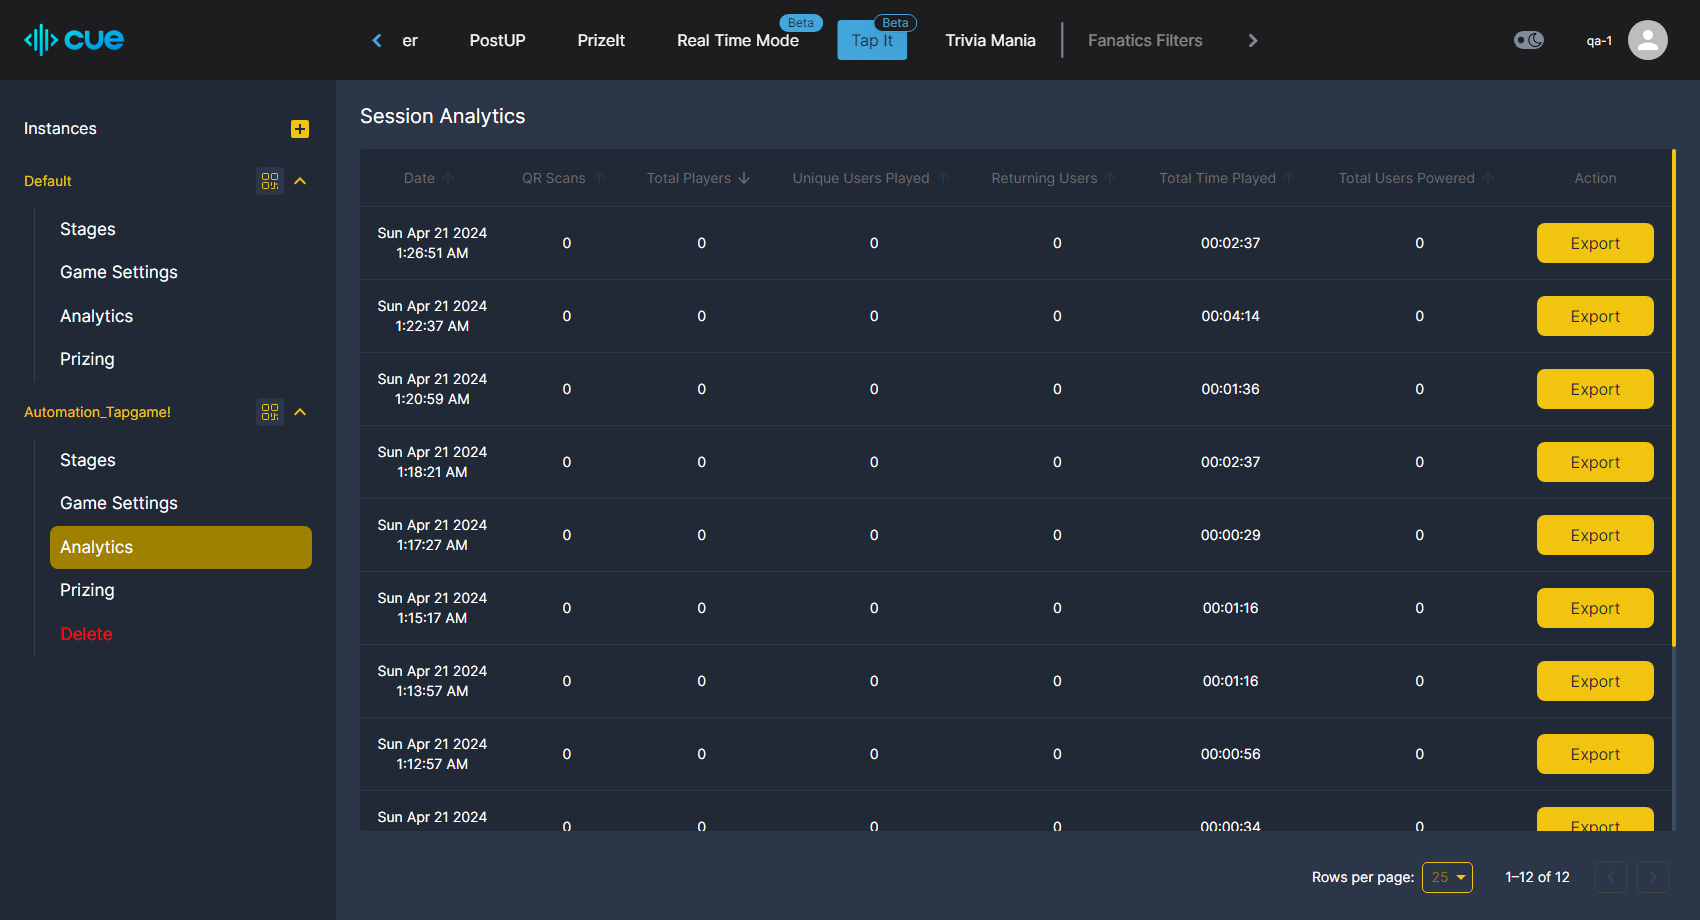 cue
er
PostUP
PrizeIt
Real Time Mode
Beta
Tap It
Beta
Trivia Mania
Fanatics Filters
qa-1
Instances
Default
Stages
Game Settings
Analytics
Prizing
Automation_Tapgame!
Stages
Game Settings
Analytics
Prizing
Delete
Session Analytics
Date QR Scans Total Players Unique Users Played Returning Users Total Time Played Total Users Powered Action
Sun Apr 21 2024
1:26:51 AM
0 0 0 0 00:02:37 0 Export
Sun Apr 21 2024
1:22:37 AM
0 0 0 0 00:04:14 0 Export
Sun Apr 21 2024
1:20:59 AM
0 0 0 0 00:01:36 0 Export
Sun Apr 21 2024
1:18:21 AM
0 0 0 0 00:02:37 0 Export
Sun Apr 21 2024
1:17:27 AM
0 0 0 0 00:00:29 0 Export
Sun Apr 21 2024
1:15:17 AM
0 0 0 0 00:01:16 0 Export
Sun Apr 21 2024
1:13:57 AM
0 0 0 0 00:01:16 0 Export
Sun Apr 21 2024
1:12:57 AM
0 0 0 0 00:00:56 0 Export
Sun Apr 21 2024
0 0 0 0 00:00:34 0 Export
Rows per page: 25 1–12 of 12